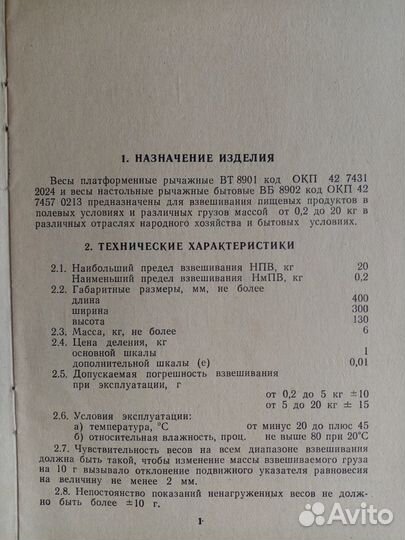 1. НАЗНАЧЕНИЕ ИЗДЕЛИЯ
Весы платформенные рычажные ВТ 8901 код ОКП 42 7431
2024 и весы настольные рычажные бытовые ВБ 8902 код ОКП 42
7457 0213 предназначены для взвешивания пищевых продуктов в
полевых условиях и различных грузов массой от 0,2 до 20 кг в
различных отраслях народного хозяйства и бытовых условиях.
2. ТЕХНИЧЕСКИЕ ХАРАКТЕРИСТИКИ
2.1. Наибольший предел взвешивания НПВ, кг 20
Наименьший предел взвешивания НмПВ, кг 0,2
2.2. Габаритные размеры, мм, не более
длина 400
ширина 300
высота 130
2.3. Масса, кг, не более 6
2.4. Цена деления, кг
основной шкалы 1
дополнительной шкалы (е) 0,01
2.5. Допускаемая погрешность взвешивания
при эксплуатации, г
от 0,2 до 5 кг ±10
от 5 до 20 кг ± 15
2.6. Условия эксплуатации:
а) температура, °С от минус 20 до плюс 45
б) относительная влажность, проц. не выше 80 при 20°С
2.7. Чувствительность весов на всем диапазоне взвешивания
должна быть такой, чтобы изменение массы взвешиваемого груза
на 10 г вызывало отклонение подвижного указателя равновесия
на величину не менее 2 мм.
2.8. Непостоянство показаний ненагруженных весов не долж-
но быть более ±10 г.
1
Avito